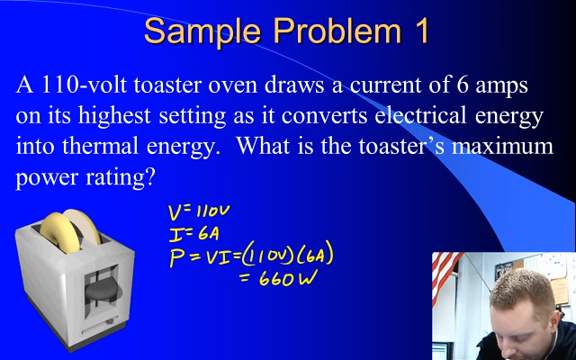 Sample Problem 1
A 110-volt toaster oven draws a current of 6 amps
on its highest setting as it converts electrical energy
into thermal energy.  What is the toaster's maximum
power rating?
V=110V
I=6A
P=VI=(110V)(6A)
=660W